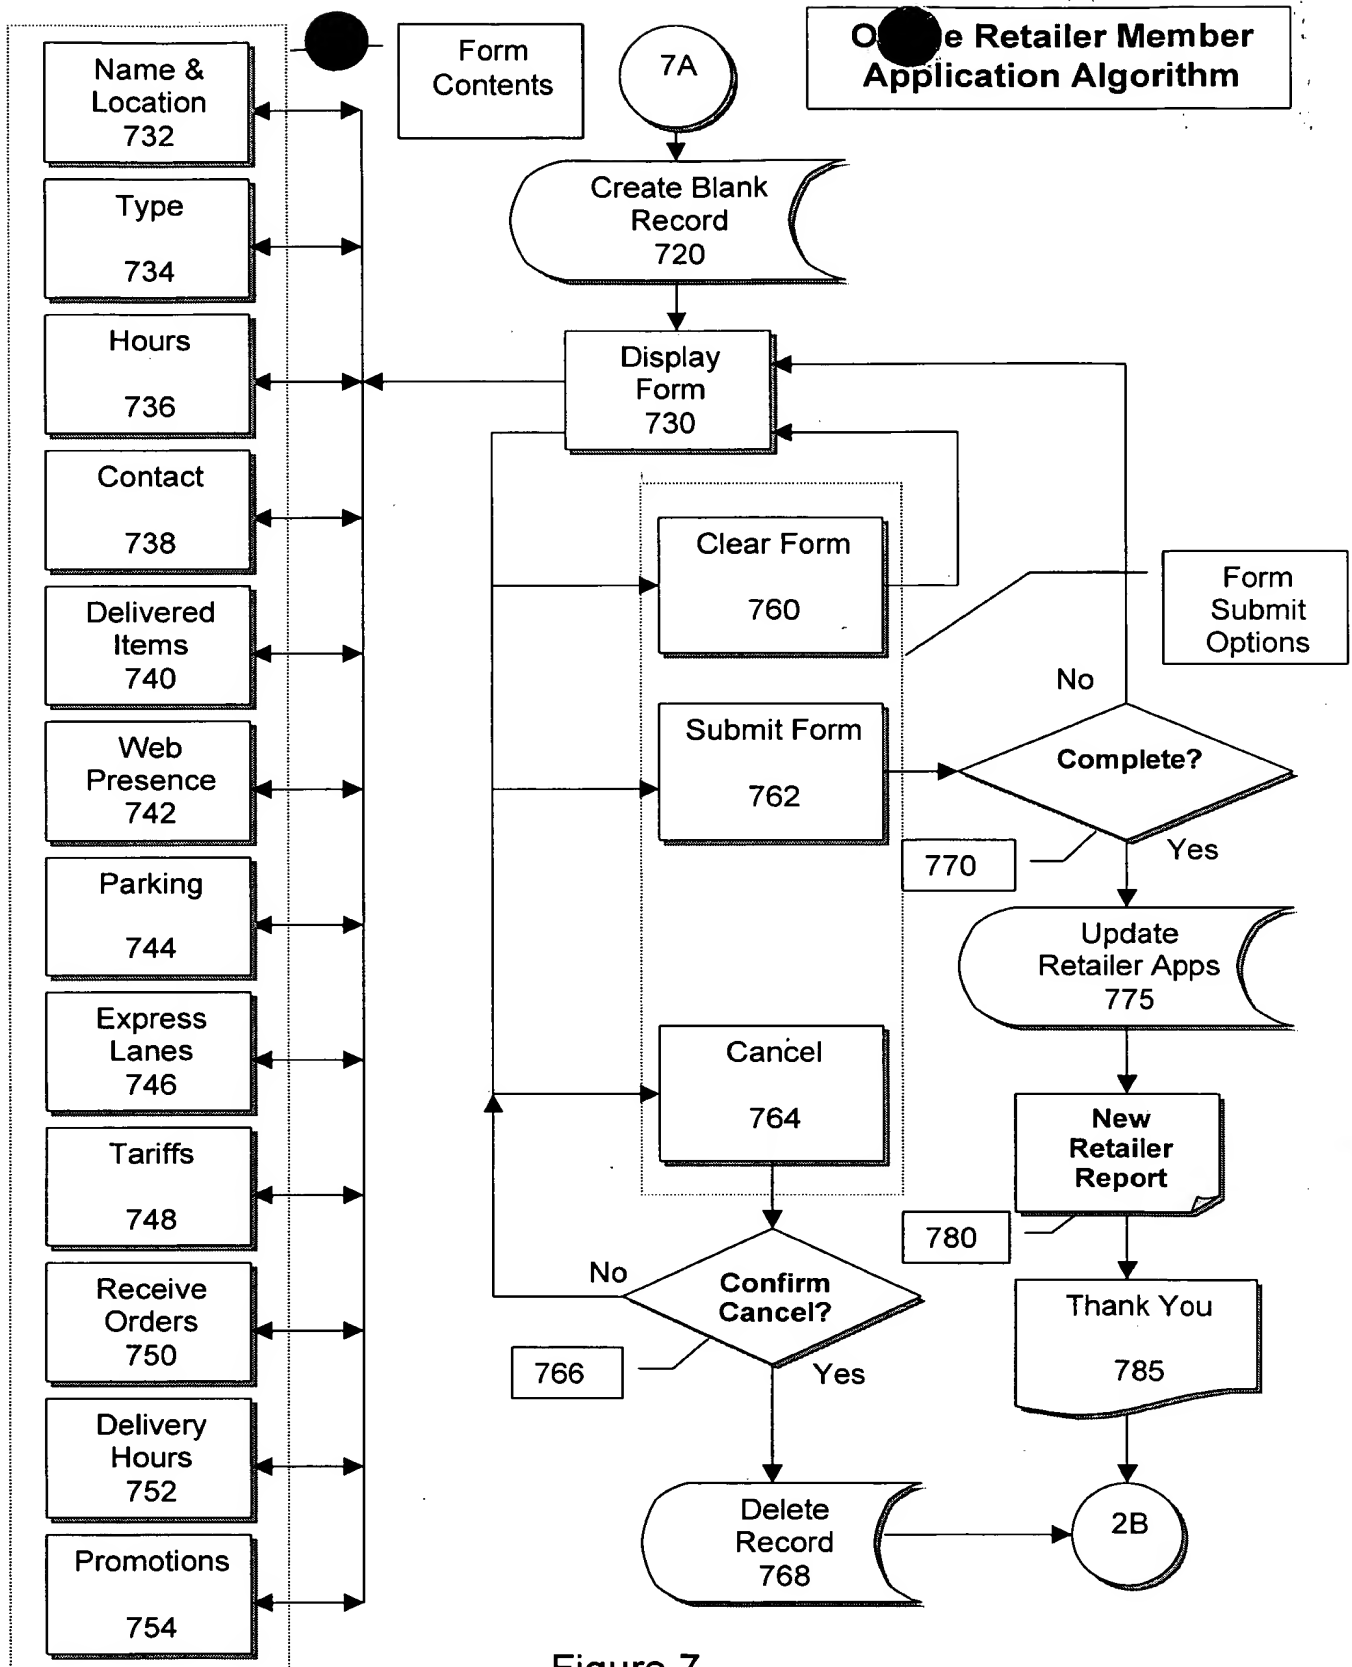 Retailer Member
Application Algorithm
Form
Contents
7A
Name &
Location
732
Type
734
Hours
736
Contact
738
Delivered
Items
740
Web
Presence
742
Parking
744
Express
Lanes
746
Tariffs
748
Receive
Orders
750
Delivery
Hours
752
Promotions
754
Create Blank
Record
720
Display
Form
730
Clear Form
760
Submit Form
762
Cancel
764
Form
Submit
Options
No
Complete?
770
Yes
Update
Retailer Apps
775
New
Retailer
Report
780
Thank You
785
No
Confirm
Cancel?
766
Yes
Delete
Record
768
2B
Figure 7